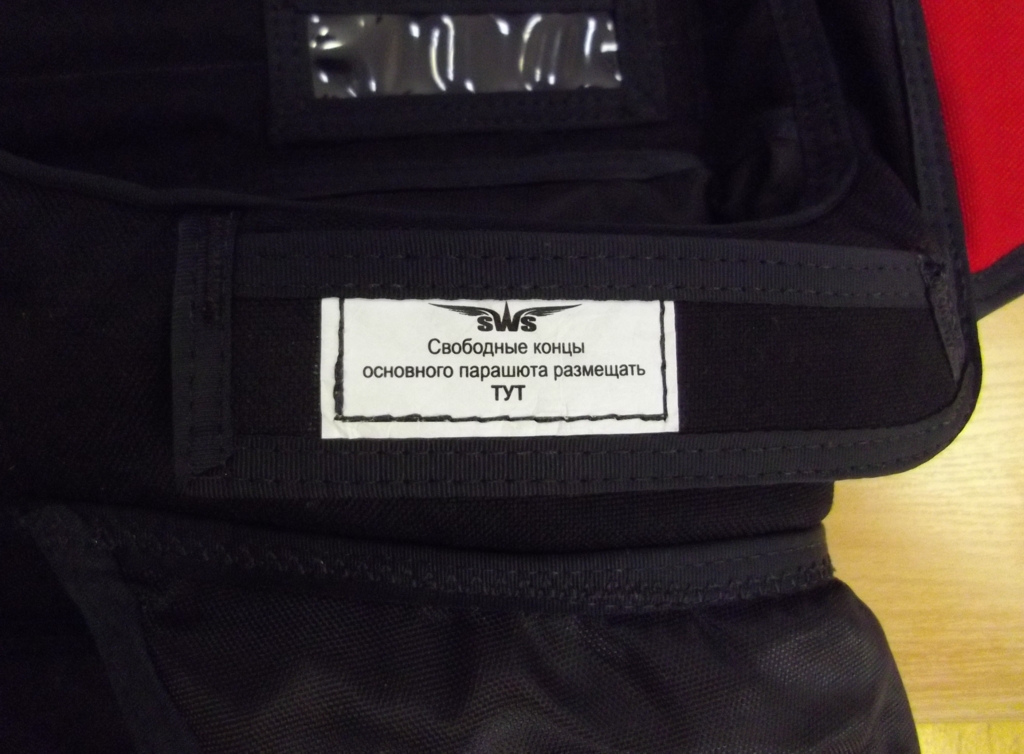 SWS
Свободные концы
основного парашюта размещать
ТУТ